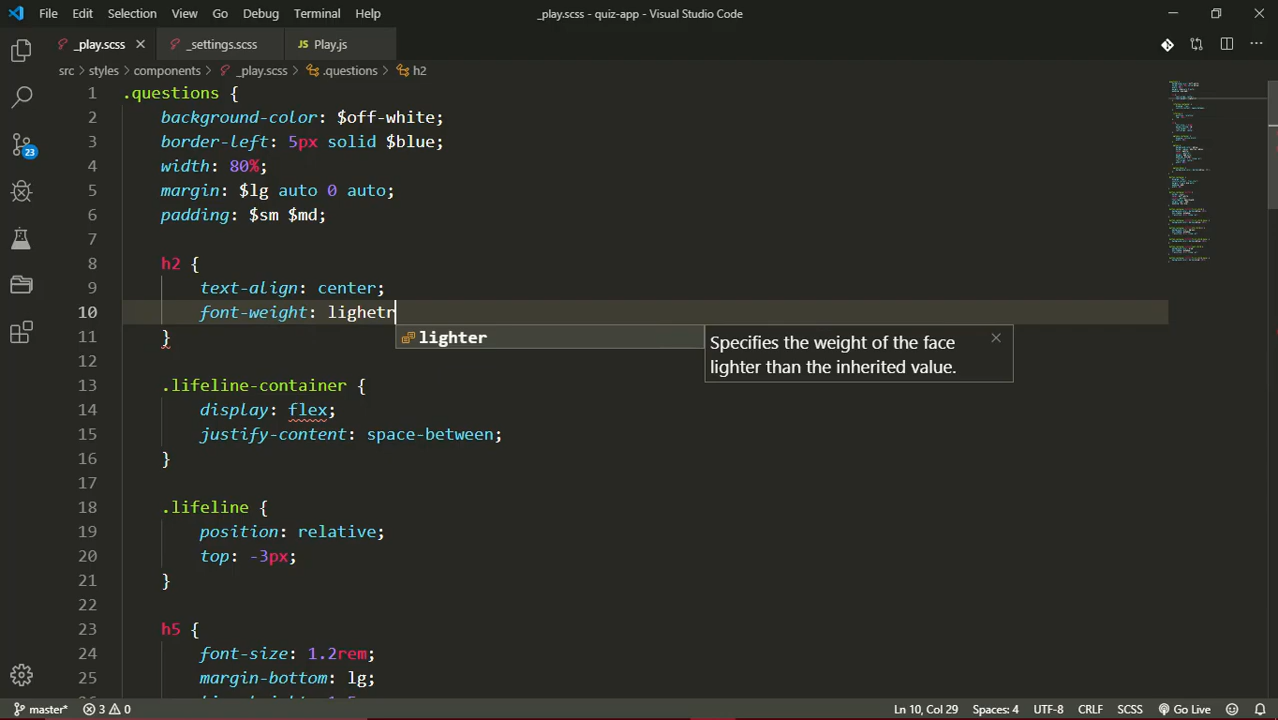 File Edit Selection View Go Debug Terminal Help _play.scss - quiz-app - Visual Studio Code
_play.scss _settings.scss JS Play.js
src styles components _play.scss .questions h2
1 .questions {
2 background-color: $off-white;
3 border-left: 5px solid $blue;
4 width: 80%;
5 margin: $lg auto 0 auto;
6 padding: $sm $md;
7
8 h2 {
9 text-align: center;
10 font-weight: lighetr
lighter
Specifies the weight of the face
lighter than the inherited value.
11 }
12
13 .lifeline-container {
14 display: flex;
15 justify-content: space-between;
16 }
17
18 .lifeline {
19 position: relative;
20 top: -3px;
21 }
22
23 h5 {
24 font-size: 1.2rem;
25 margin-bottom: lg;
23
master* 3 0 Ln 10, Col 29 Spaces: 4 UTF-8 CRLF SCSS Go Live